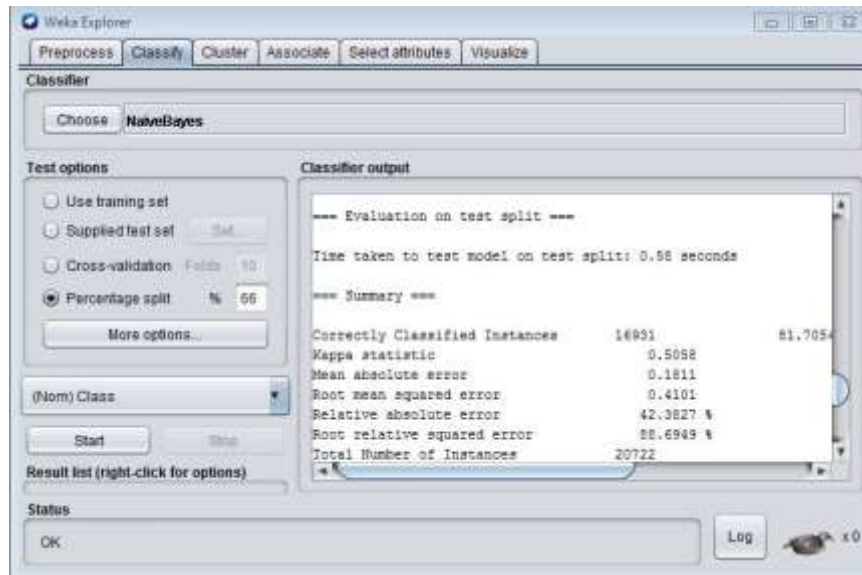 Weka Explorer
Preprocess Classify Cluster Associate Select attributes Visualize
Classifier
Choose NaiveBayes
Test options
Use training set
Supplied test set Set...
Cross-validation Folds 10
Percentage split % 66
More options...
(Nom) Class
Start Stop
Result list (right-click for options)
Classifier output
=== Evaluation on test split ===
Time taken to test model on test split: 0.58 seconds
=== Summary ===
Correctly Classified Instances 16931 81.7054
Kappa statistic 0.5058
Mean absolute error 0.1811
Root mean squared error 0.4101
Relative absolute error 42.3827 %
Root relative squared error 88.6949 %
Total Number of Instances 20722
Status
OK
Log x 0